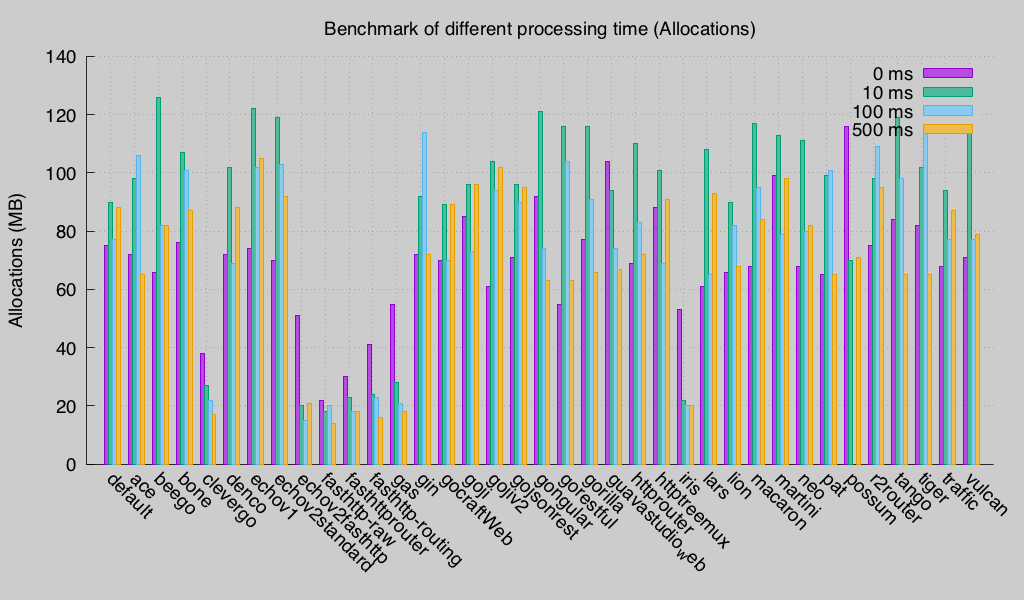 Benchmark of different processing time (Allocations)
Allocations (MB)
140
120
100
80
60
40
20
0
0 ms
10 ms
100 ms
500 ms
default
ace
beego
bone
clevergo
denco
echov1
echov2standard
echov2fasthttp
fasthttp-raw
fasthttprouter
fasthttp-routing
gas
gin
gocraftWeb
goji
gojiv2
gojsonrest
gongular
gorestful
gorilla
guavastudioweb
httprouter
httptreemux
iris
lars
lion
macaron
martini
neo
pat
possum
r2router
tango
tiger
traffic
vulcan